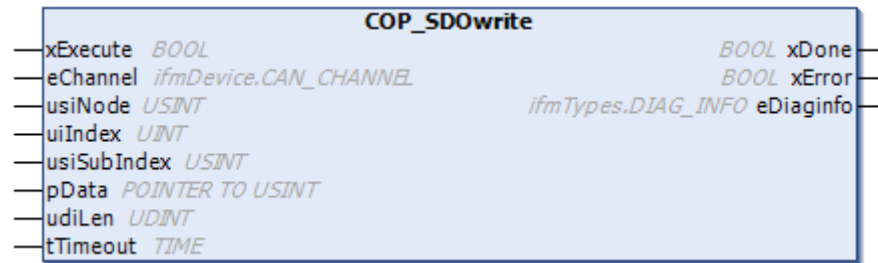 COP_SDOwrite
xExecute BOOL BOOL xDone
eChannel ifmDevice.CAN_CHANNEL BOOL xError
usiNode USINT ifmTypes.DIAG_INFO eDiaginfo
uiIndex UINT
usiSubIndex USINT
pData POINTER TO USINT
udiLen UDINT
tTimeout TIME